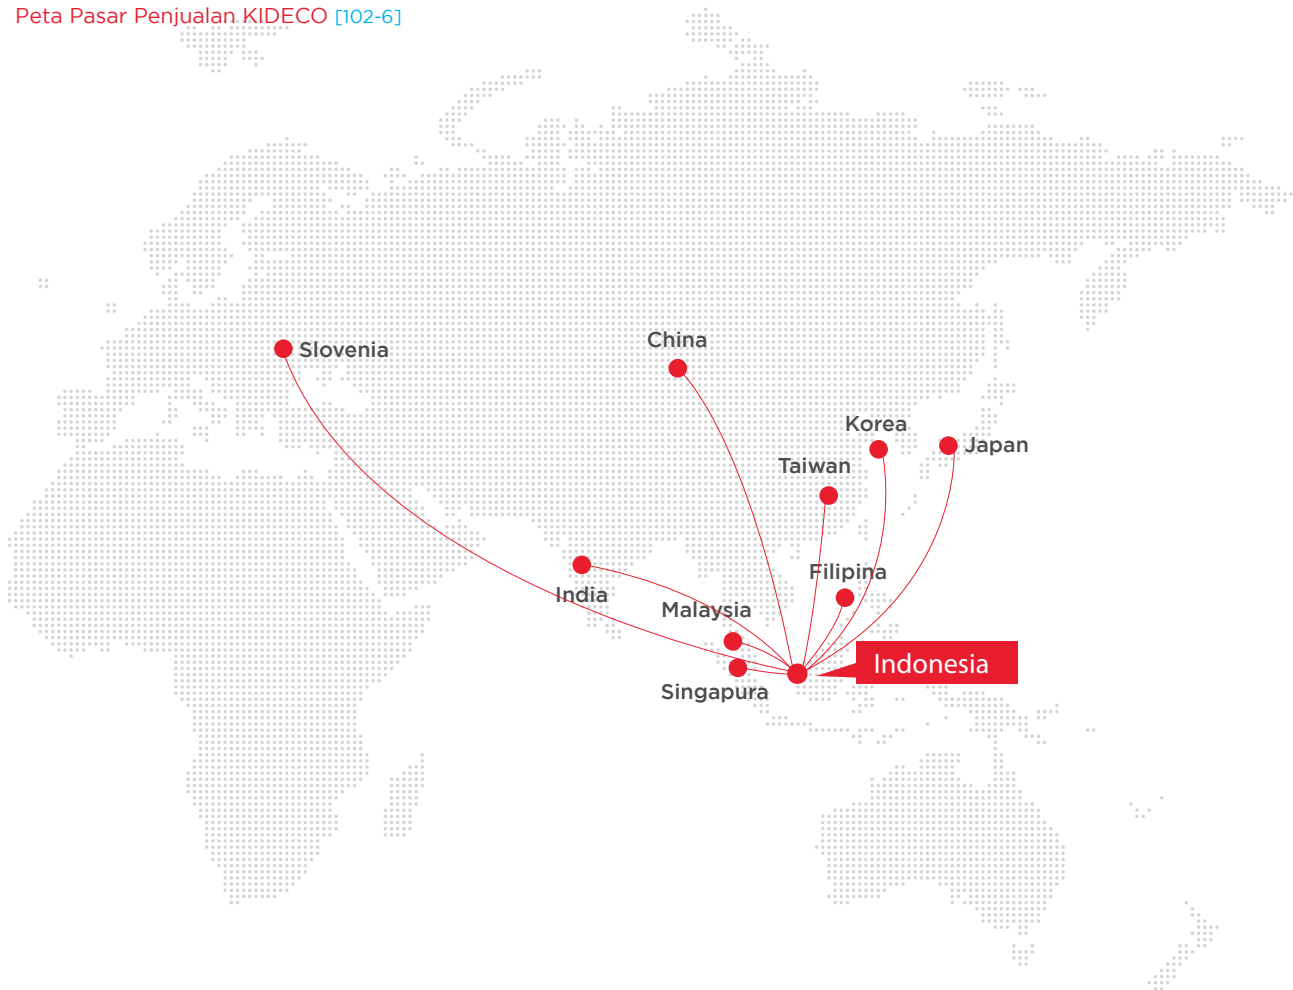 Peta Pasar Penjualan KIDECO [102-6]
China
Slovenia
Korea
Japan
Taiwan
Filipina
India
Malaysia
Indonesia
Singapura